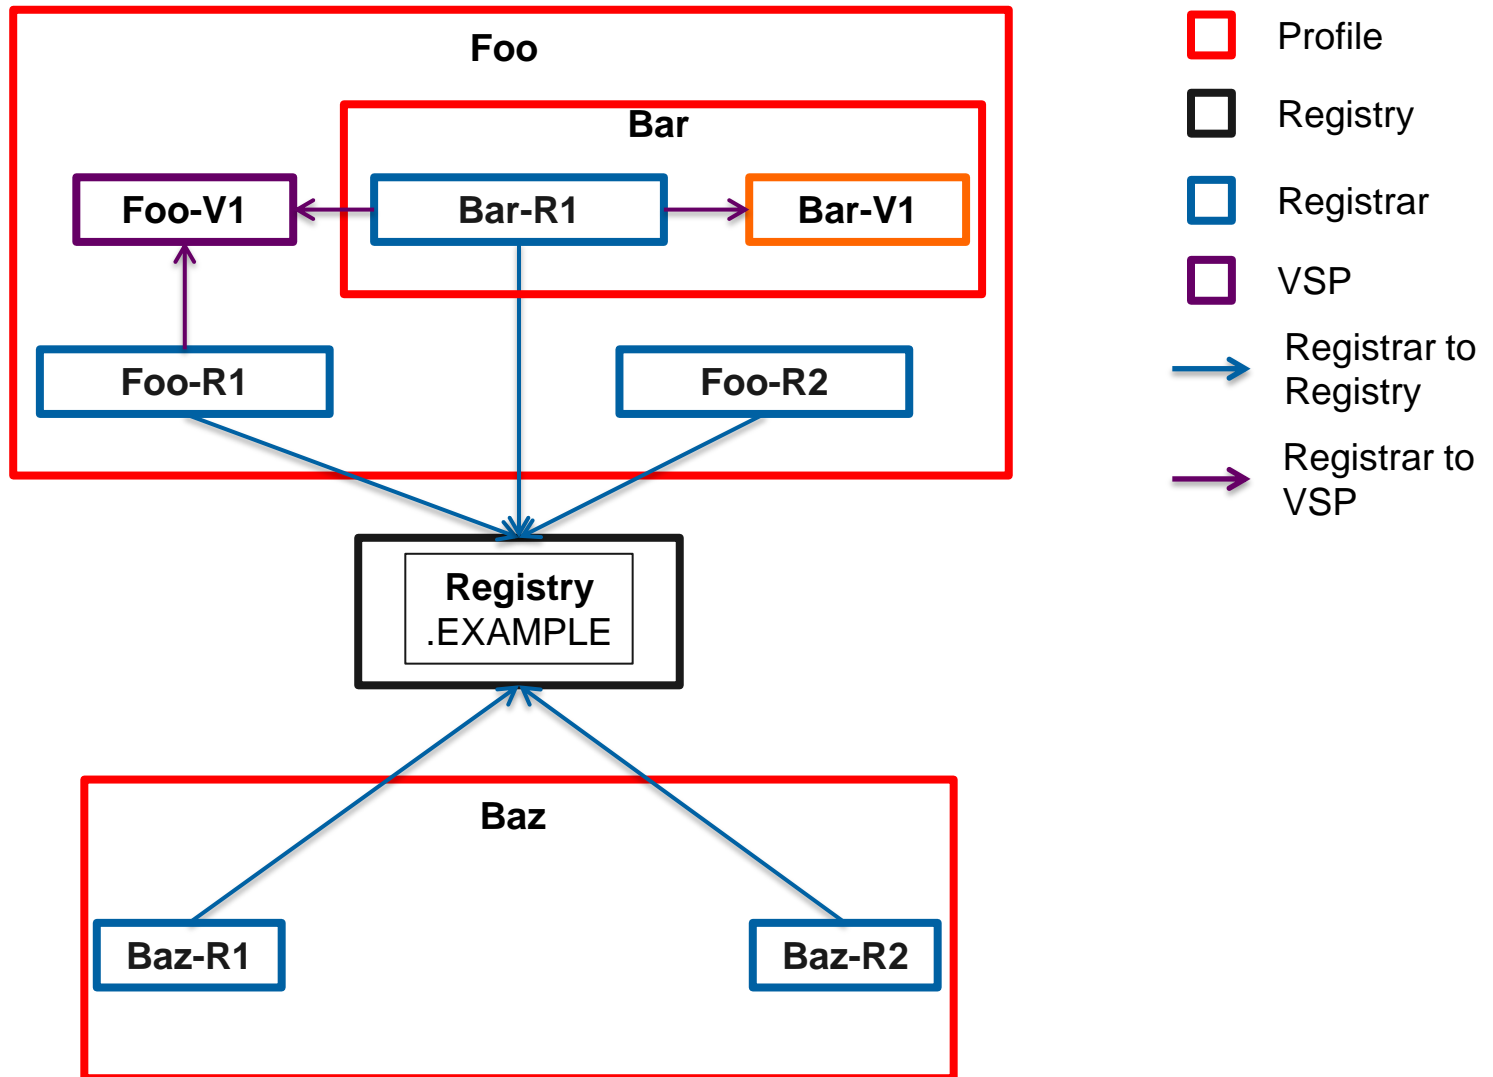 Foo
Bar
Foo-V1
Bar-R1
Bar-V1
Foo-R1
Foo-R2
Registry
.EXAMPLE
Baz
Baz-R1
Baz-R2
Profile
Registry
Registrar
VSP
Registrar to
Registry
Registrar to
VSP